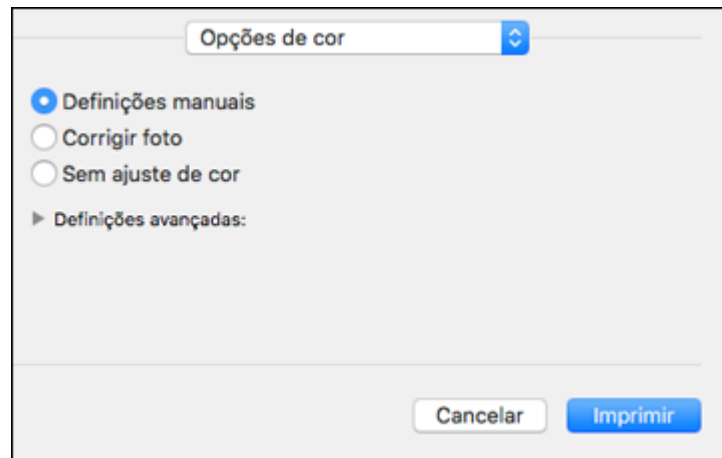 Opções de cor
Definições manuais
Corrigir foto
Sem ajuste de cor
Definições avançadas:
Cancelar Imprimir